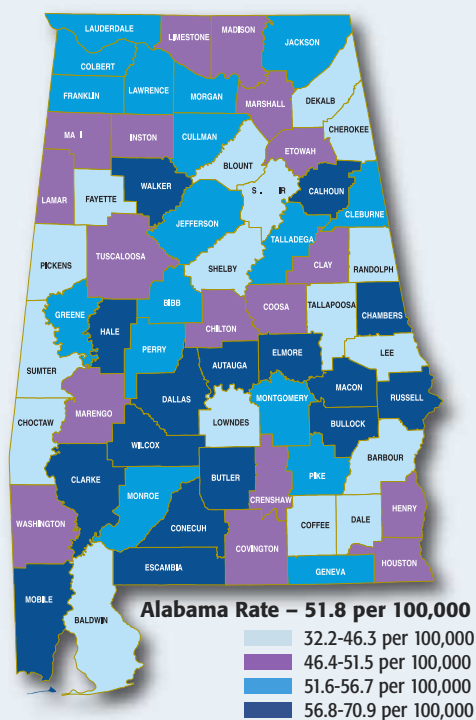 LAUDERDALE
LIMESTONE
MADISON
JACKSON
COLBERT
FRANKLIN
LAWRENCE
MORGAN
MARSHALL
DEKALB
CHEROKEE
MA I
INSTON
CULLMAN
ETOWAH
BLOUNT
WALKER
S . IR
CALHOUN
LAMAR
FAYETTE
CLEBURNE
JEFFERSON
TALLADEGA
TUSCALOOSA
PICKENS
SHELBY
CLAY
RANDOLPH
BIBB
GREENE
HALE
COOSA
TALLAPOOSA
CHAMBERS
CHILTON
PERRY
ELMORE
LEE
SUMTER
AUTAUGA
MACON
DALLAS
RUSSELL
MARENGO
MONTGOMERY
CHOCTAW
LOWNDES
BULLOCK
WILCOX
BARBOUR
CLARKE
BUTLER
PIKE
MONROE
CRENSHAW
HENRY
WASHINGTON
CONECUH
COFFEE
DALE
COVINGTON
ESCAMBIA
GENEVA
HOUSTON
MOBILE
BALDWIN
Alabama Rate – 51.8 per 100,000
32.2-46.3 per 100,000
46.4-51.5 per 100,000
51.6-56.7 per 100,000
56.8-70.9 per 100,000